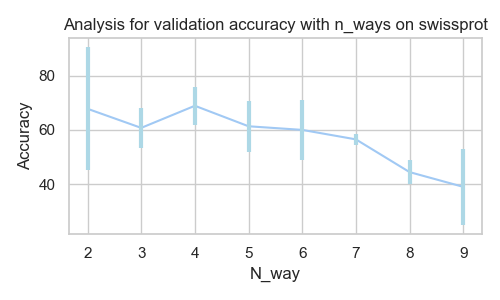 Analysis for validation accuracy with n_ways on swissprot
80
60
40
Accuracy
2 3 4 5 6 7 8 9
N_way